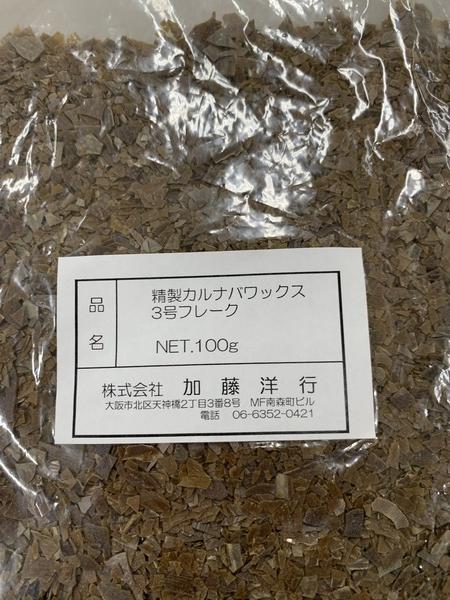 品名
精製カルナバワックス
3号フレーク
NET.100g
株式会社 加藤洋行
大阪市北区天神橋2丁目3番8号 MF南森町ビル
電話 06-6352-0421